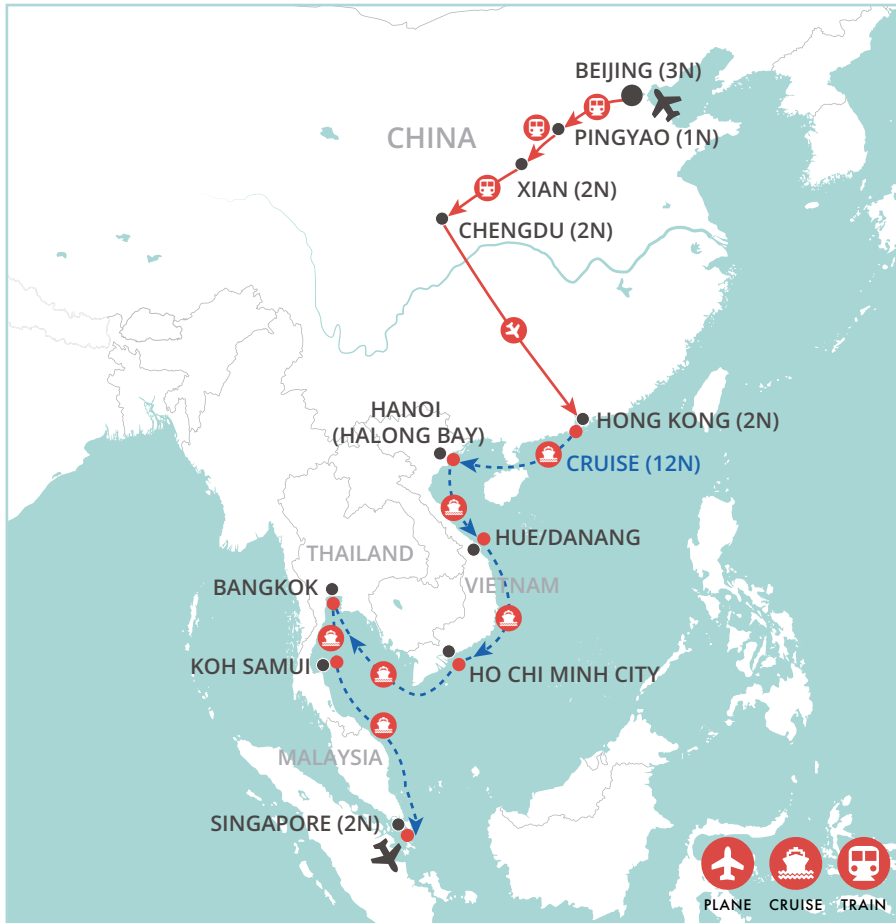 BEIJING (3N)
CHINA
PINGYAO (1N)
XIAN (2N)
CHENGDU (2N)
HANOI
(HALONG BAY)
HONG KONG (2N)
CRUISE (12N)
HUE/DANANG
THAILAND
VIETNAM
BANGKOK
KOH SAMUI
HO CHI MINH CITY
MALAYSIA
SINGAPORE (2N)
PLANE CRUISE TRAIN